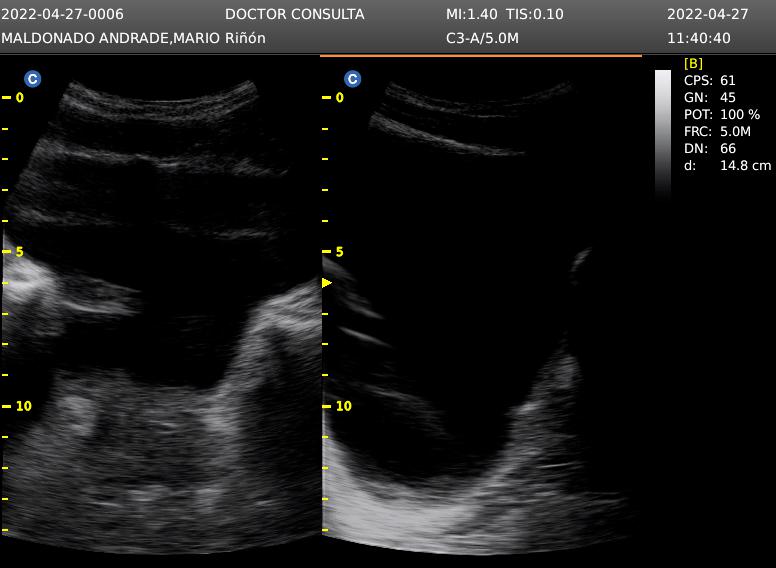 2022-04-27-0006 DOCTOR CONSULTA MI:1.40 TIS:0.10 2022-04-27
MALDONADO ANDRADE,MARIO Riñón C3-A/5.0M 11:40:40
[B]
CPS: 61
GN: 45
POT: 100 %
FRC: 5.0M
DN: 66
d: 14.8 cm
C
0
5
10
C
0
5
10